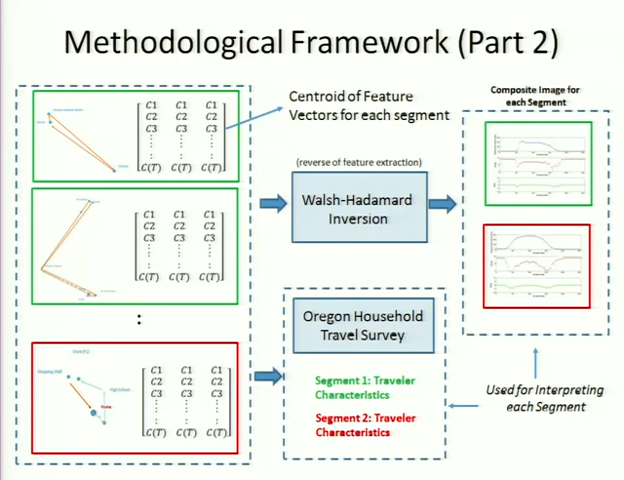 Methodological Framework (Part 2)
C1 C1 C1
C2 C2 C2
C3 C3 C3
⋮ ⋮ ⋮
C(T) C(T) C(T)
Centroid of Feature
Vectors for each segment
Composite Image for
each Segment
(reverse of feature extraction)
Walsh-Hadamard
Inversion
C1 C1 C1
C2 C2 C2
C3 C3 C3
⋮ ⋮ ⋮
C(T) C(T) C(T)
:
Oregon Household
Travel Survey
Home
C1 C1 C1
C2 C2 C2
C3 C3 C3
⋮ ⋮ ⋮
C(T) C(T) C(T)
Segment 1: Traveler
Characteristics
Segment 2: Traveler
Characteristics
Used for Interpreting
each Segment